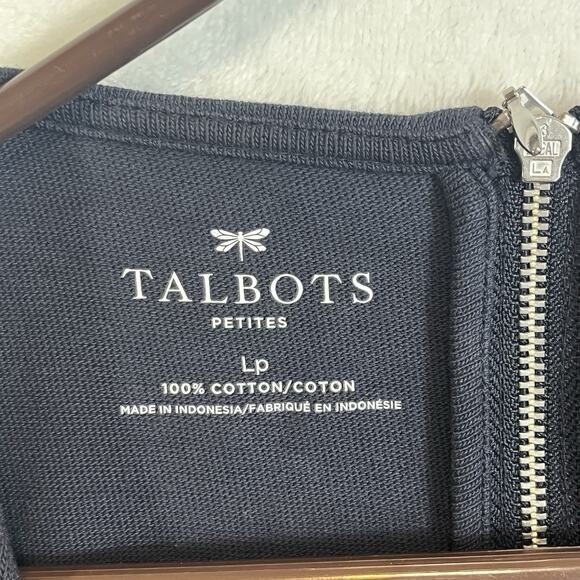 TALBOTS
PETITES
Lp
100% COTTON/COTON
MADE IN INDONESIA/FABRIQUÉ EN INDONÉSIE